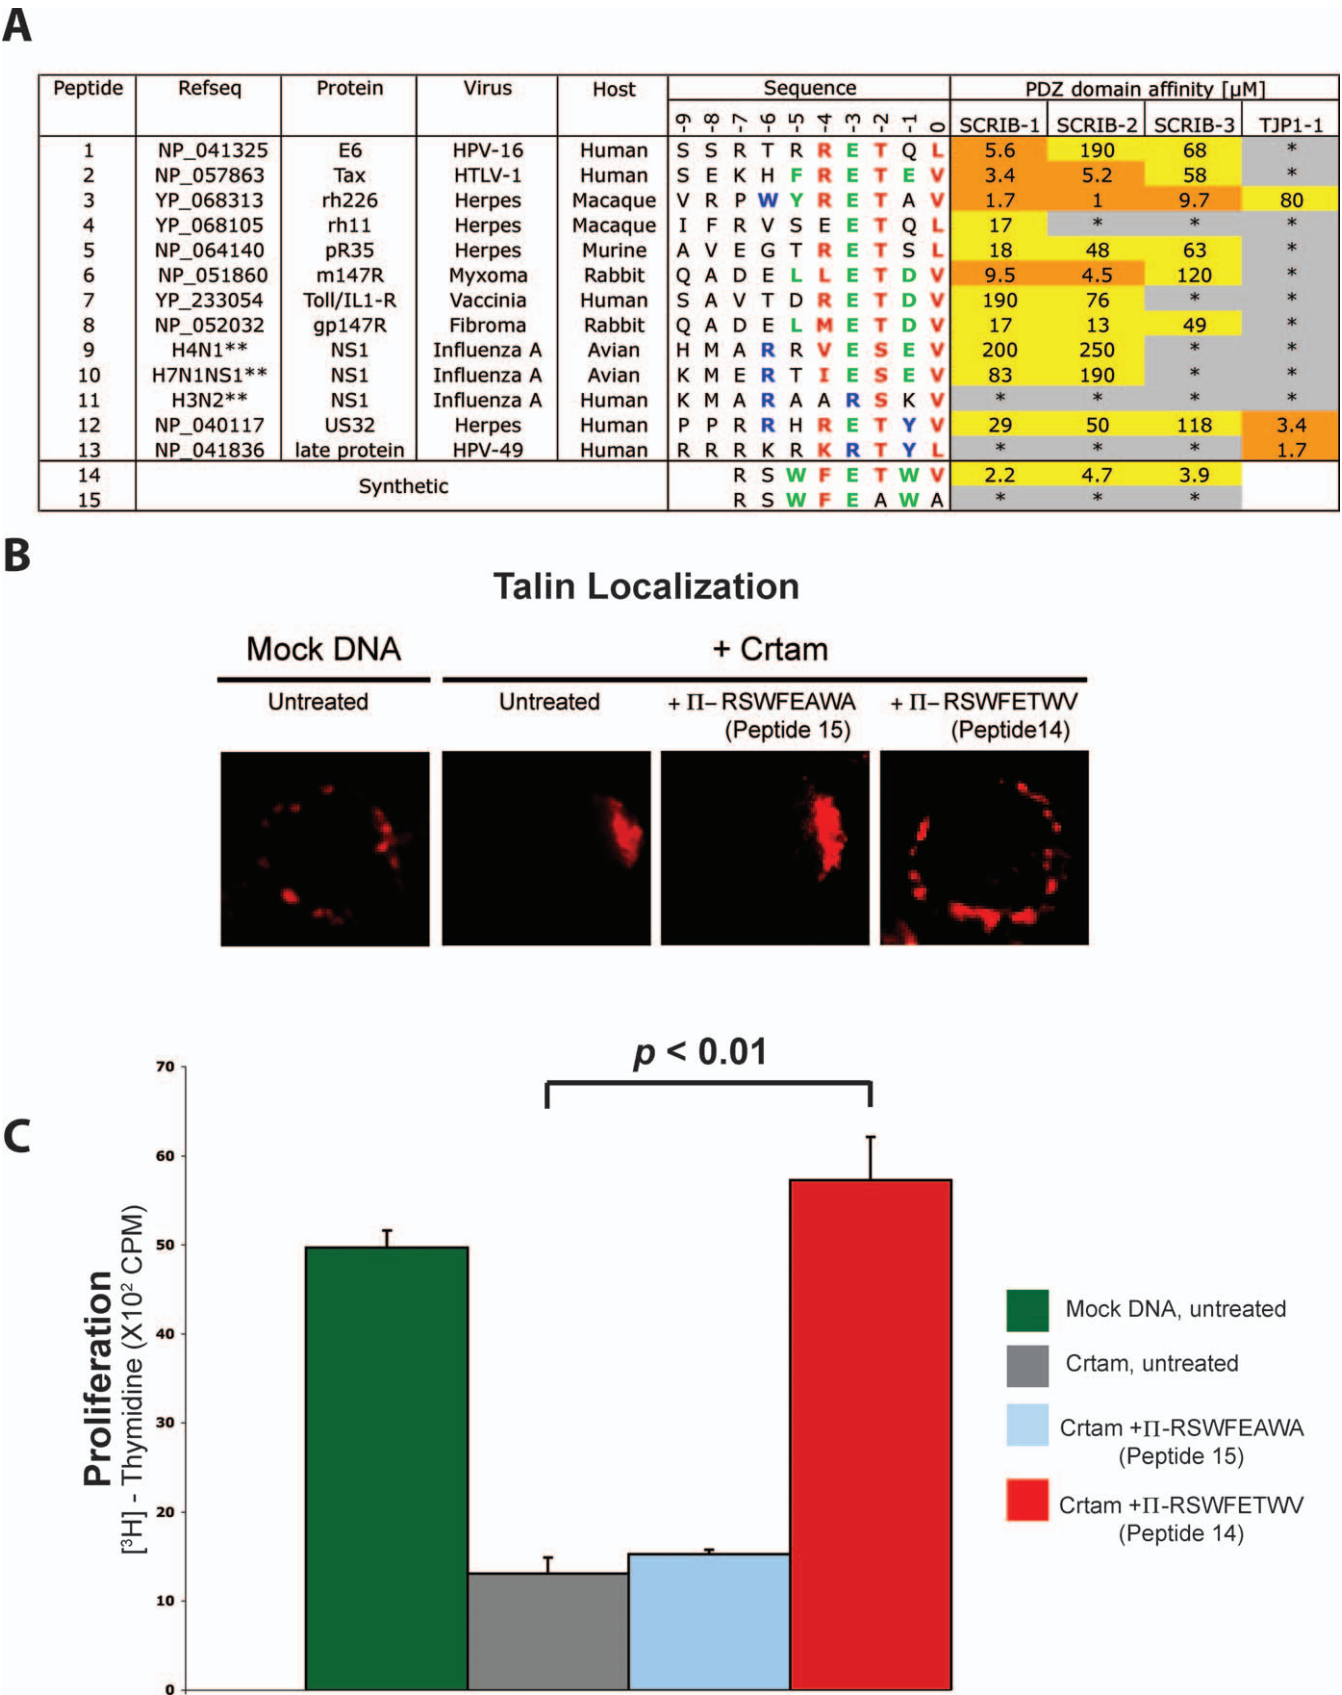 A
Peptide Refseq Protein Virus Host Sequence PDZ domain affinity [µM]
-9 -8 -7 -6 -5 -4 -3 -2 -1 0 SCRIB-1 SCRIB-2 SCRIB-3 TJP1-1
1 NP_041325 E6 HPV-16 Human S S R T R R E T Q L 5.6 190 68 *
2 NP_057863 Tax HTLV-1 Human S E K H F R E T E V 3.4 5.2 58 *
3 YP_068313 rh226 Herpes Macaque V R P W Y R E T A V 1.7 1 9.7 80
4 YP_068105 rh11 Herpes Macaque I F R V S E E T Q L 17 * * *
5 NP_064140 pR35 Herpes Murine A V E G T R E T S L 18 48 63 *
6 NP_051860 m147R Myxoma Rabbit Q A D E L L E T D V 9.5 4.5 120 *
7 YP_233054 Toll/IL1-R Vaccinia Human S A V T D R E T D V 190 76 * *
8 NP_052032 gp147R Fibroma Rabbit Q A D E L M E T D V 17 13 49 *
9 H4N1** NS1 Influenza A Avian H M A R R V E S E V 200 250 * *
10 H7N1NS1** NS1 Influenza A Avian K M E R T I E S E V 83 190 * *
11 H3N2** NS1 Influenza A Human K M A R A A R S K V * * * *
12 NP_040117 US32 Herpes Human P P R R H R E T Y V 29 50 118 3.4
13 NP_041836 late protein HPV-49 Human R R R K R K R T Y L * * * 1.7
14 Synthetic R S W F E T W V 2.2 4.7 3.9
15 R S W F E A W A * * *
B
Talin Localization
Mock DNA + Crtam
Untreated Untreated + Π– RSWFEAWA + Π– RSWFETWV
(Peptide 15) (Peptide14)
C
p < 0.01
70
60
50
40
30
20
10
0
Proliferation
[³H] - Thymidine (X10² CPM)
Mock DNA, untreated
Crtam, untreated
Crtam +Π-RSWFEAWA
(Peptide 15)
Crtam +Π-RSWFETWV
(Peptide 14)